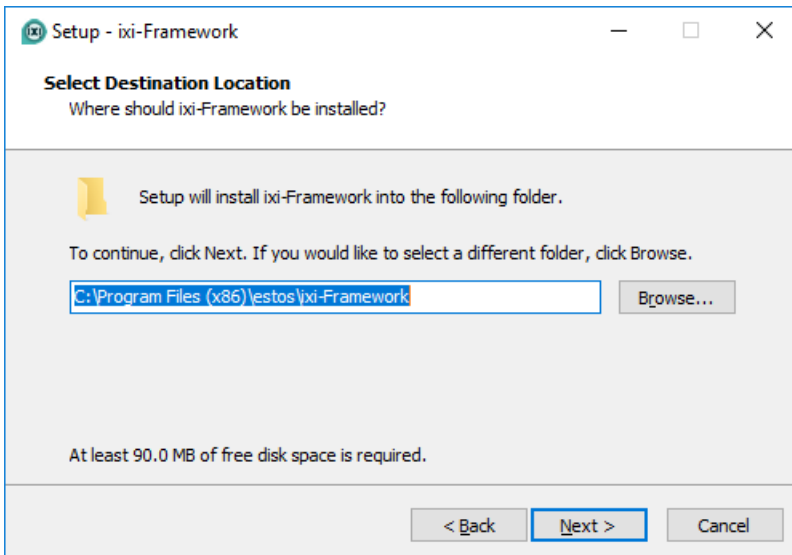 ixi Setup - ixi-Framework
Select Destination Location
Where should ixi-Framework be installed?
Setup will install ixi-Framework into the following folder.
To continue, click Next. If you would like to select a different folder, click Browse.
C:\Program Files (x86)\estos\ixi-Framework
Browse...
At least 90.0 MB of free disk space is required.
< Back Next > Cancel